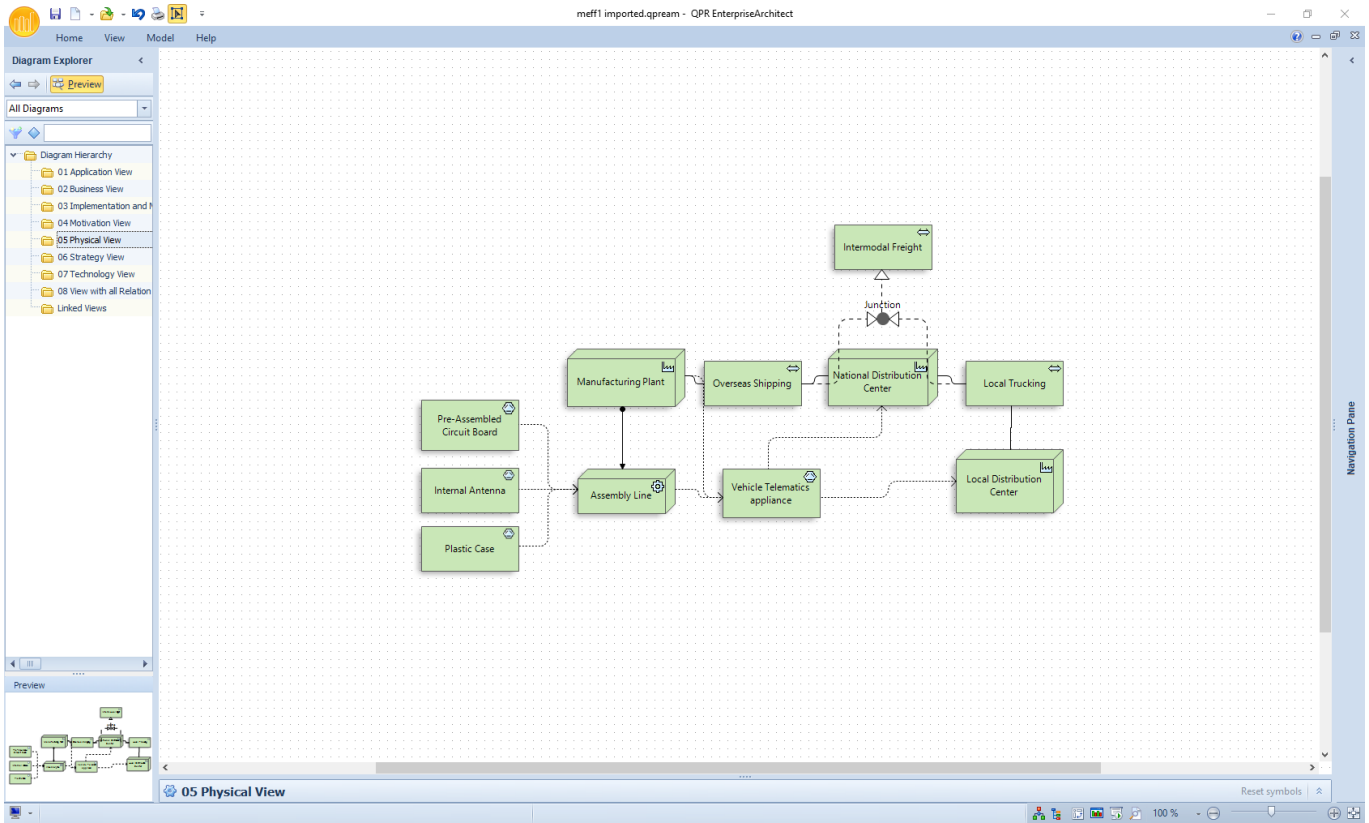 meff1 imported.qpream - QPR EnterpriseArchitect
Home View Model Help
Diagram Explorer
Preview
All Diagrams
Diagram Hierarchy
01 Application View
02 Business View
03 Implementation and M
04 Motivation View
05 Physical View
06 Strategy View
07 Technology View
08 View with all Relation
Linked Views
Intermodal Freight
Junction
Manufacturing Plant
Overseas Shipping
National Distribution
Center
Local Trucking
Pre-Assembled
Circuit Board
Internal Antenna
Plastic Case
Assembly Line
Vehicle Telematics
appliance
Local Distribution
Center
Navigation Pane
Preview
05 Physical View
Reset symbols
100 %